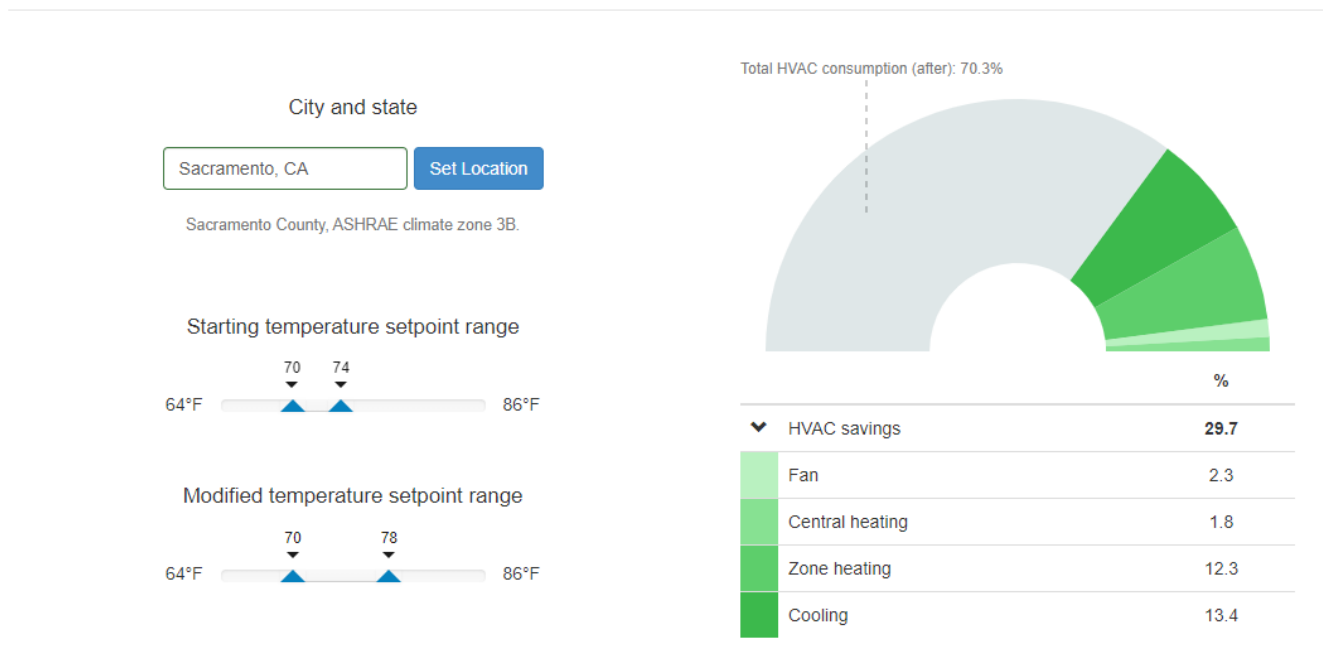 City and state
Sacramento, CA
Set Location
Sacramento County, ASHRAE climate zone 3B.
Starting temperature setpoint range
70 74
64°F 86°F
Modified temperature setpoint range
70 78
64°F 86°F
Total HVAC consumption (after): 70.3%
%
HVAC savings 29.7
Fan 2.3
Central heating 1.8
Zone heating 12.3
Cooling 13.4